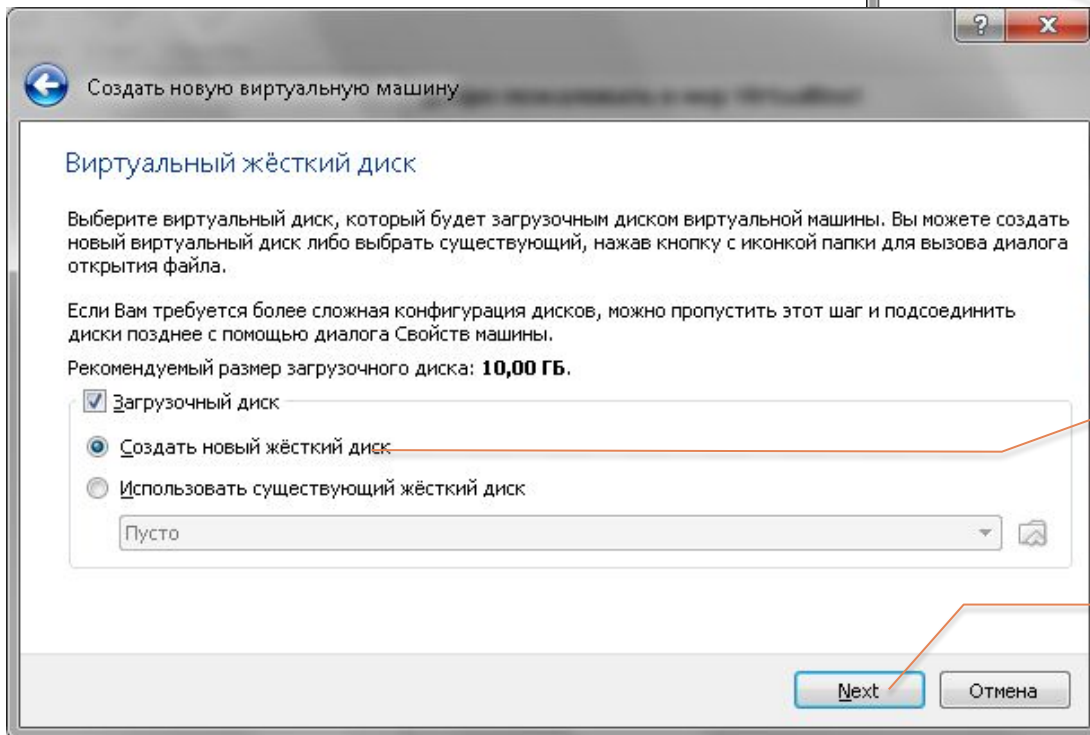 Создать новую виртуальную машину
Виртуальный жёсткий диск
Выберите виртуальный диск, который будет загрузочным диском виртуальной машины. Вы можете создать
новый виртуальный диск либо выбрать существующий, нажав кнопку с иконкой папки для вызова диалога
открытия файла.
Если Вам требуется более сложная конфигурация дисков, можно пропустить этот шаг и подсоединить
диски позднее с помощью диалога Свойств машины.
Рекомендуемый размер загрузочного диска: 10,00 ГБ.
Загрузочный диск
Создать новый жёсткий диск
Использовать существующий жёсткий диск
Пусто
Next Отмена